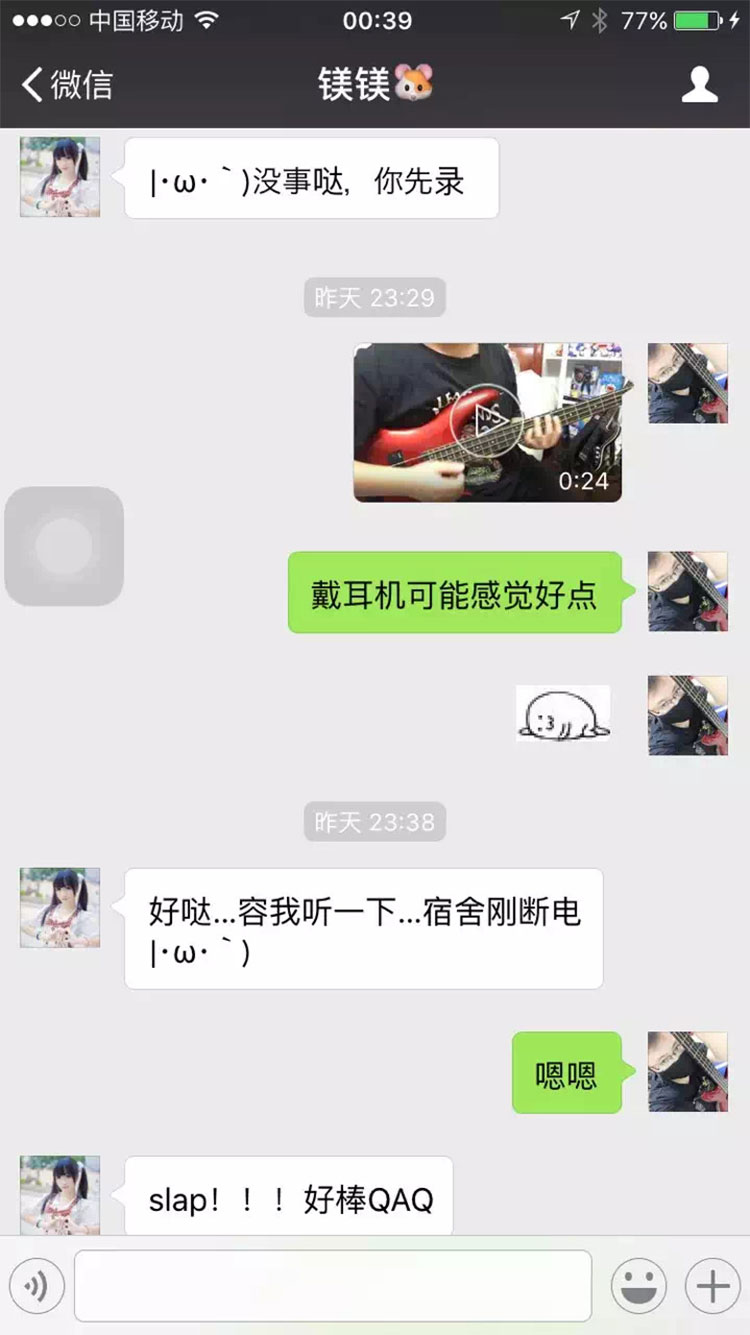 中国移动 00:39 77%
微信 镁镁🐹
|･ω･｀)没事哒，你先录
昨天 23:29
0:24
戴耳机可能感觉好点
昨天 23:38
好哒...容我听一下...宿舍刚断电
|･ω･｀)
嗯嗯
slap！！！好棒QAQ